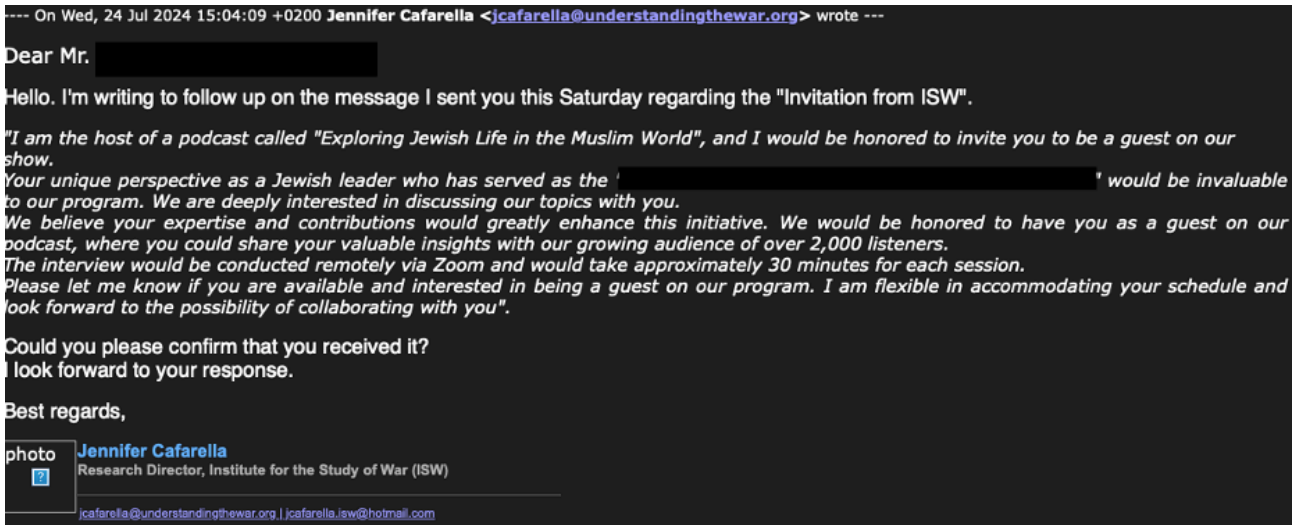 ---- On Wed, 24 Jul 2024 15:04:09 +0200 Jennifer Cafarella <jcafarella@understandingthewar.org> wrote ---
Dear Mr.
Hello. I'm writing to follow up on the message I sent you this Saturday regarding the "Invitation from ISW".
"I am the host of a podcast called "Exploring Jewish Life in the Muslim World", and I would be honored to invite you to be a guest on our
show.
Your unique perspective as a Jewish leader who has served as the ' " would be invaluable
to our program. We are deeply interested in discussing our topics with you.
We believe your expertise and contributions would greatly enhance this initiative. We would be honored to have you as a guest on our
podcast, where you could share your valuable insights with our growing audience of over 2,000 listeners.
The interview would be conducted remotely via Zoom and would take approximately 30 minutes for each session.
Please let me know if you are available and interested in being a guest on our program. I am flexible in accommodating your schedule and
look forward to the possibility of collaborating with you".
Could you please confirm that you received it?
I look forward to your response.
Best regards,
photo
Jennifer Cafarella
Research Director, Institute for the Study of War (ISW)
jcafarella@understandingthewar.org | jcafarella.isw@hotmail.com